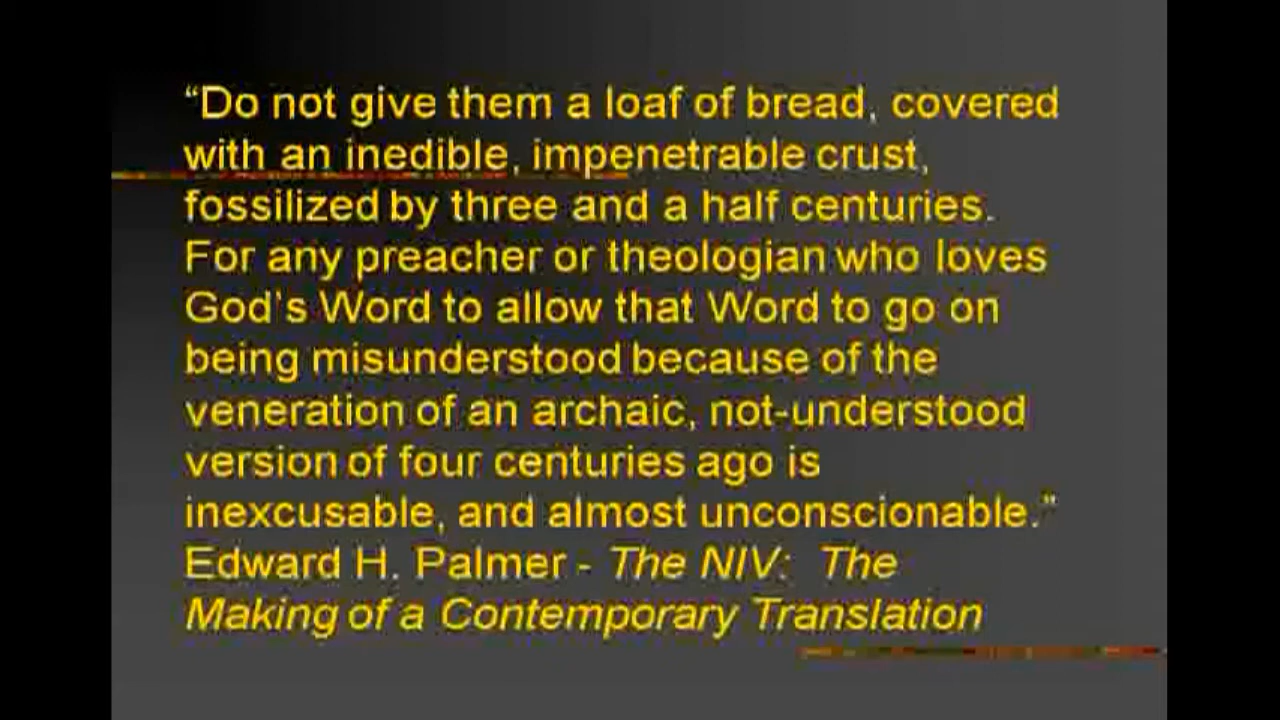 “Do not give them a loaf of bread, covered
with an inedible, impenetrable crust,
fossilized by three and a half centuries.
For any preacher or theologian who loves
God's Word to allow that Word to go on
being misunderstood because of the
veneration of an archaic, not-understood
version of four centuries ago is
inexcusable, and almost unconscionable.”
Edward H. Palmer - The NIV: The
Making of a Contemporary Translation